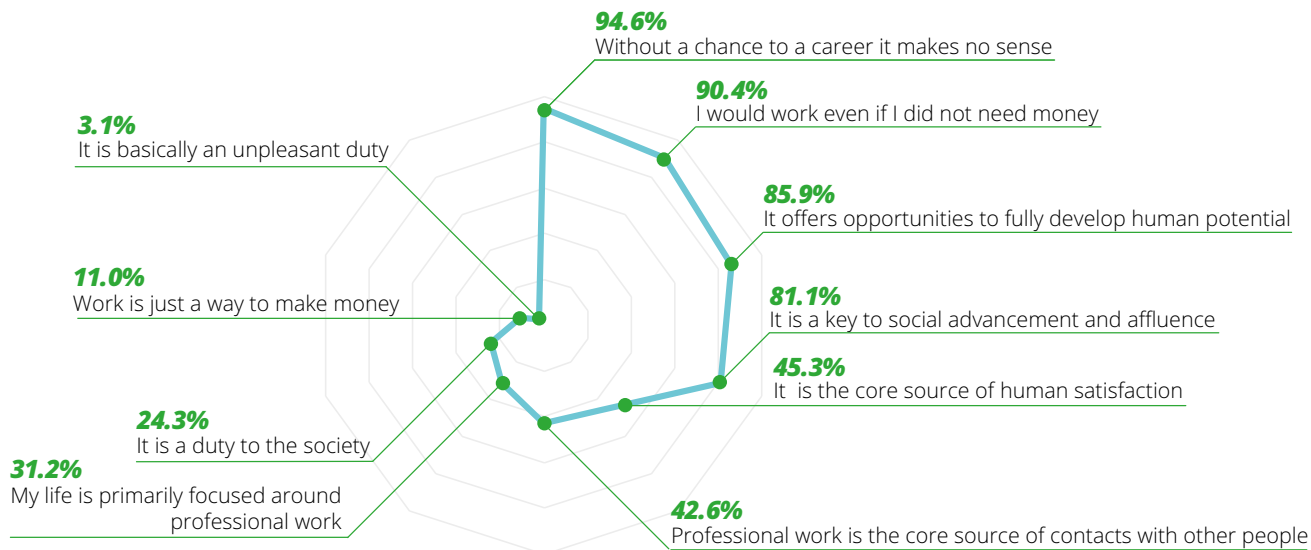 94.6%
Without a chance to a career it makes no sense
90.4%
I would work even if I did not need money
85.9%
It offers opportunities to fully develop human potential
81.1%
It is a key to social advancement and affluence
45.3%
It  is the core source of human satisfaction
42.6%
Professional work is the core source of contacts with other people
31.2%
My life is primarily focused around
professional work
24.3%
It is a duty to the society
11.0%
Work is just a way to make money
3.1%
It is basically an unpleasant duty